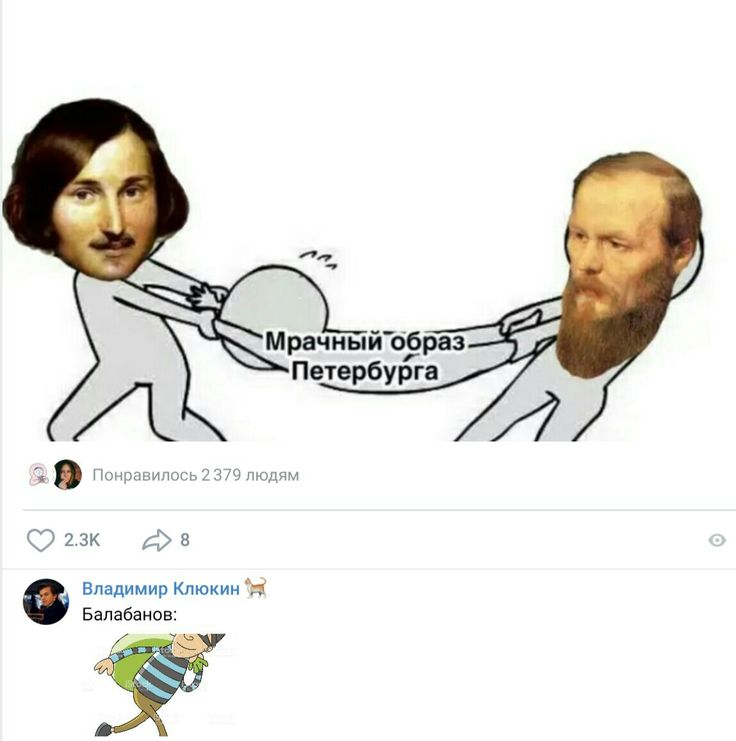 Мрачный образ
Петербурга
Понравилось 2 379 людям
2.3K
8
Владимир Клюкин
Балабанов: